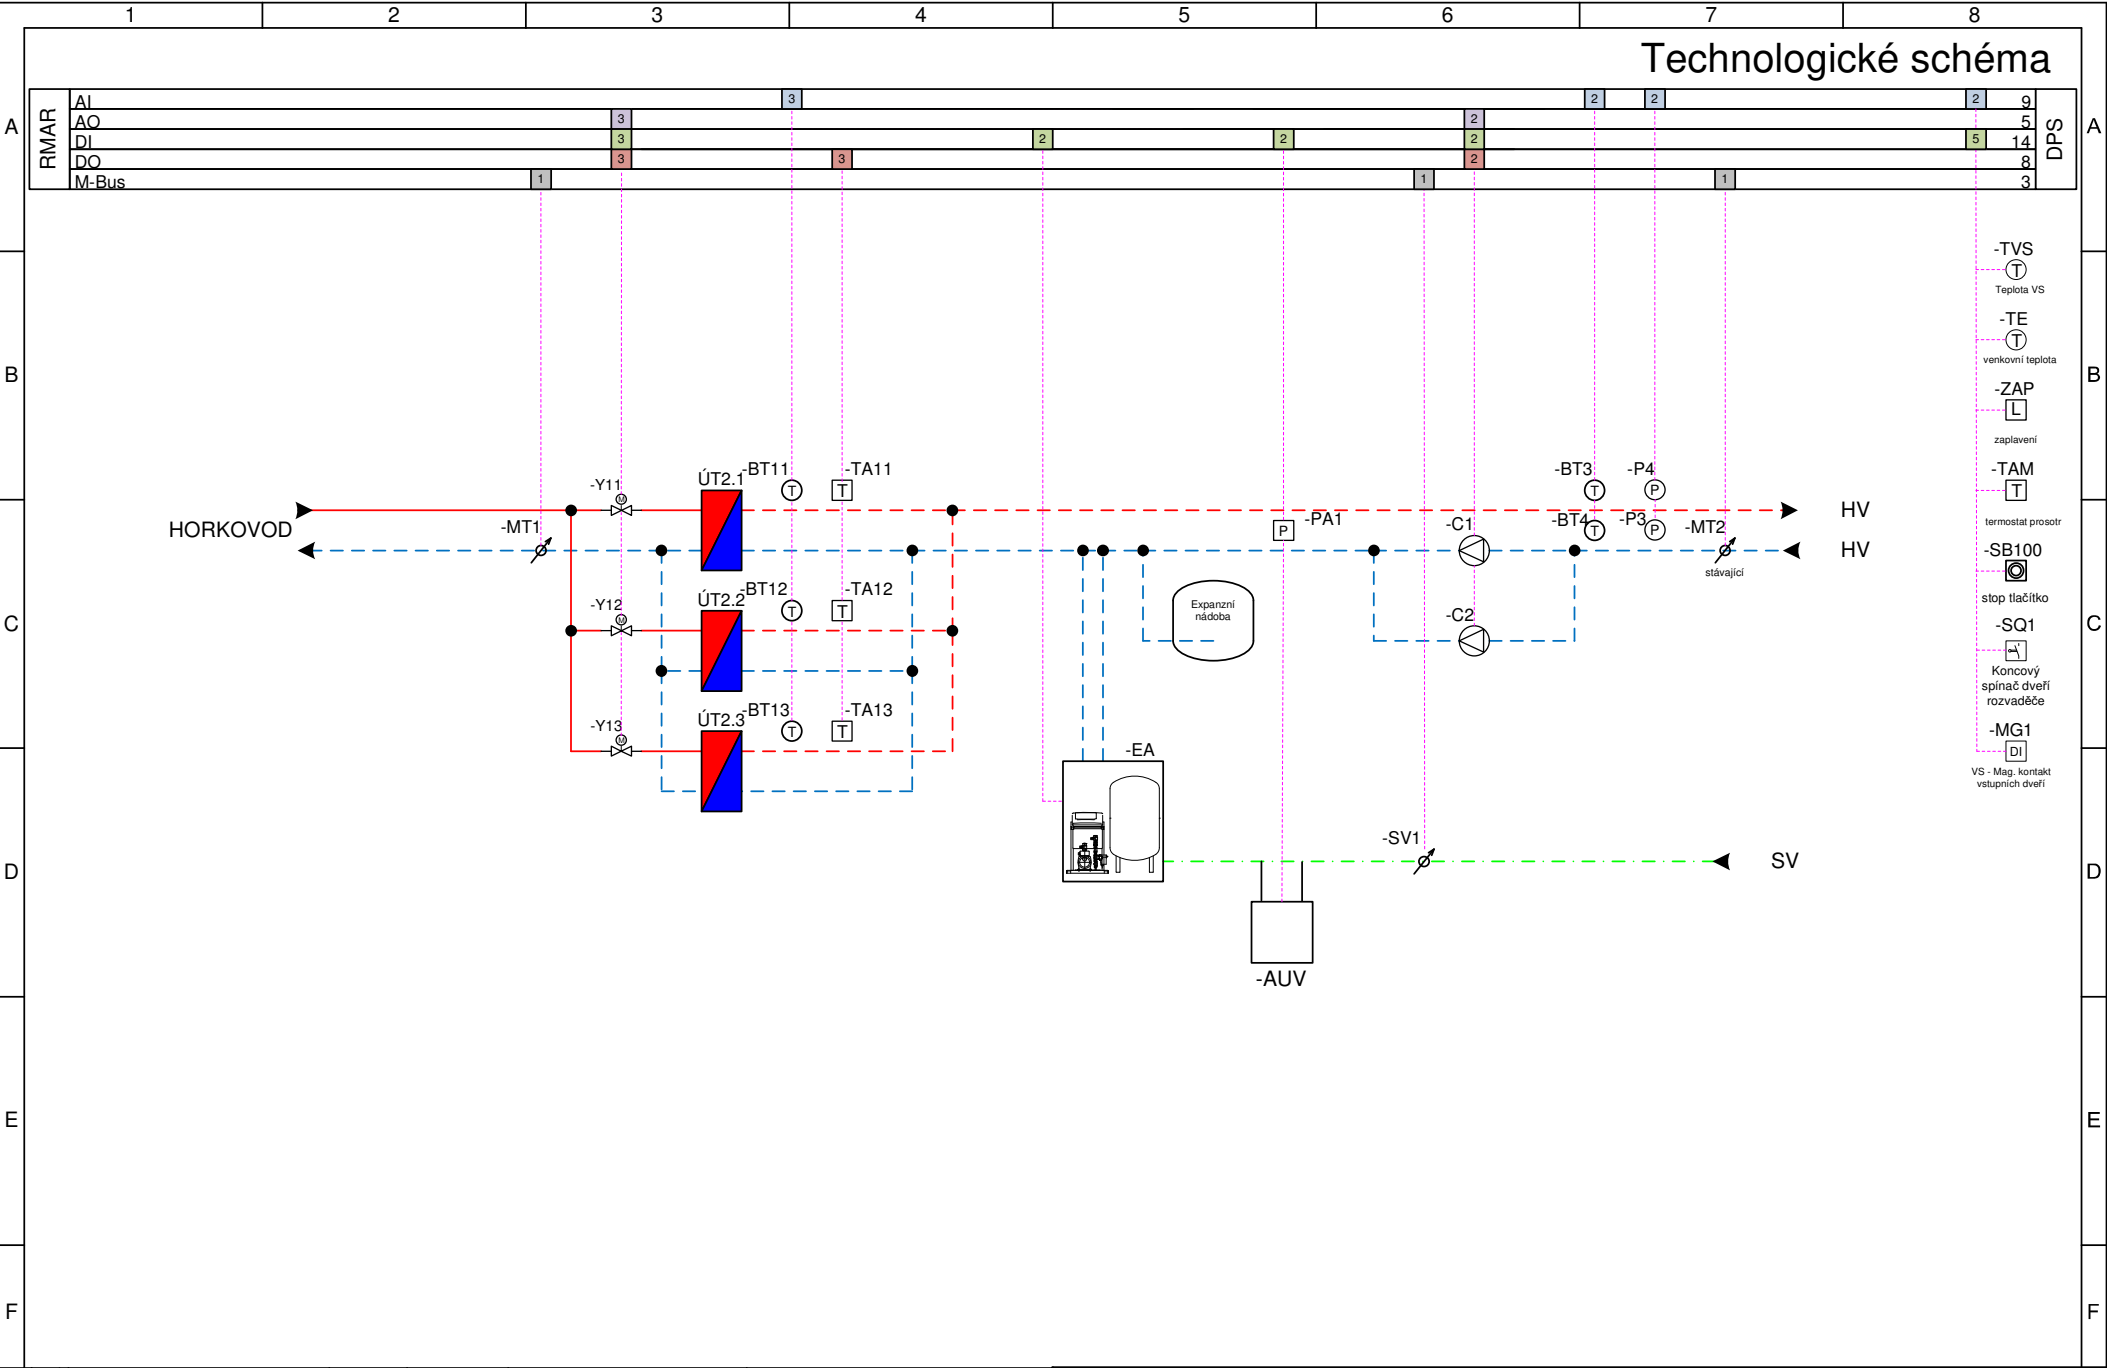 1 2 3 4 5 6 7 8
Technologické schéma
RMAR
AI 3 2 2 2 9
AO 3 2 5
DI 3 2 2 2 5 14
DO 3 3 2 8
M-Bus 1 1 1 3
DPS
A A
-TVS
T
Teplota VS
-TE
T
venkovní teplota
B B
-ZAP
L
zaplavení
-TAM
T
termostat prosotr
-SB100
stop tlačítko
-SQ1
Koncový
spínač dveří
rozvaděče
-MG1
DI
VS - Mag. kontakt
vstupních dveří
HORKOVOD
-MT1
-Y11
M
ÚT2.1
-BT11
T
-TA11
T
-Y12
M
ÚT2.2
-BT12
T
-TA12
T
-Y13
M
ÚT2.3
-BT13
T
-TA13
T
-PA1
P
Expanzní
nádoba
-C1
-C2
-BT3
T
-BT4
T
-P4
P
-P3
P
-MT2
stávající
HV
HV
C C
-EA
-SV1
SV
-AUV
D D
E E
F F